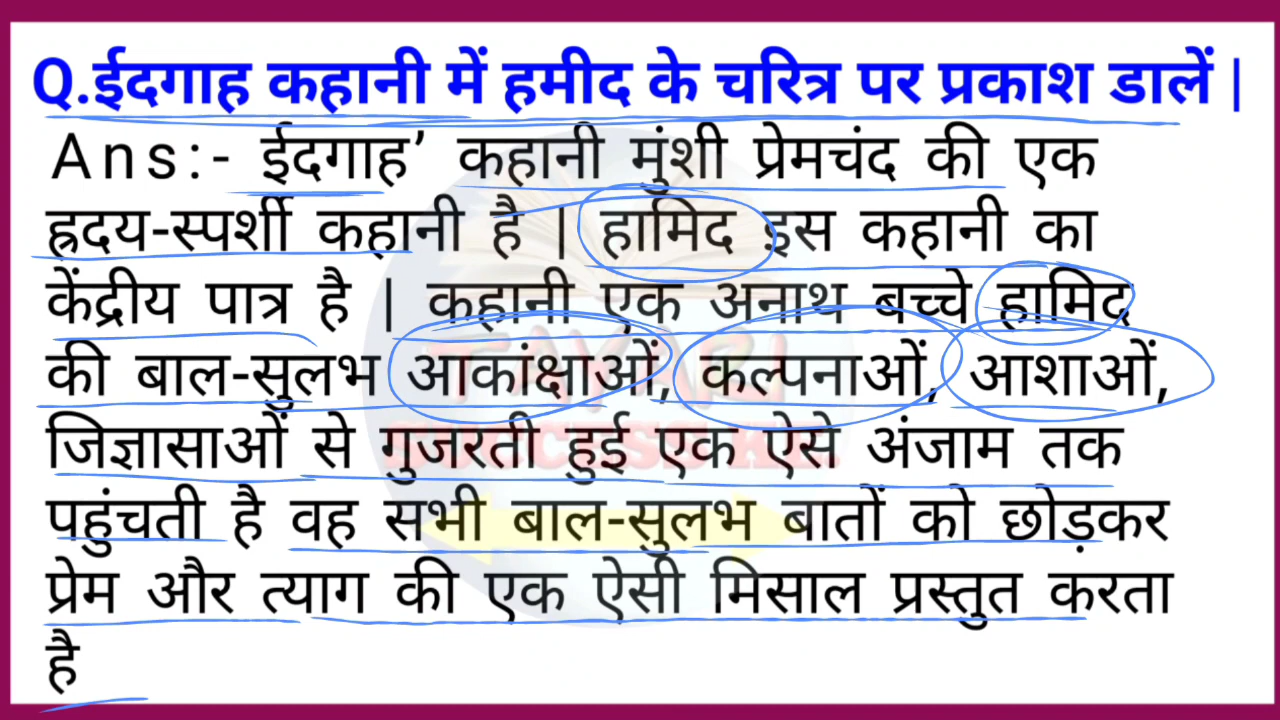 Q.ईदगाह कहानी में हमीद के चरित्र पर प्रकाश डालें |
Ans:- ईदगाह’ कहानी मुंशी प्रेमचंद की एक
ह्रदय-स्पर्शी कहानी है | हामिद इस कहानी का
केंद्रीय पात्र है | कहानी एक अनाथ बच्चे हामिद
की बाल-सुलभ आकांक्षाओं, कल्पनाओं, आशाओं,
जिज्ञासाओं से गुजरती हुई एक ऐसे अंजाम तक
पहुंचती है वह सभी बाल-सुलभ बातों को छोड़कर
प्रेम और त्याग की एक ऐसी मिसाल प्रस्तुत करता
है